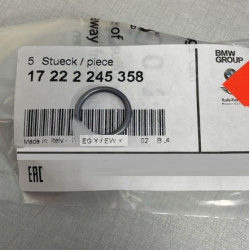 5 Stueck / piece
BMW
GROUP
17 22 2 245 358
Made in Italy
EG Y / EW Y
02
EAC